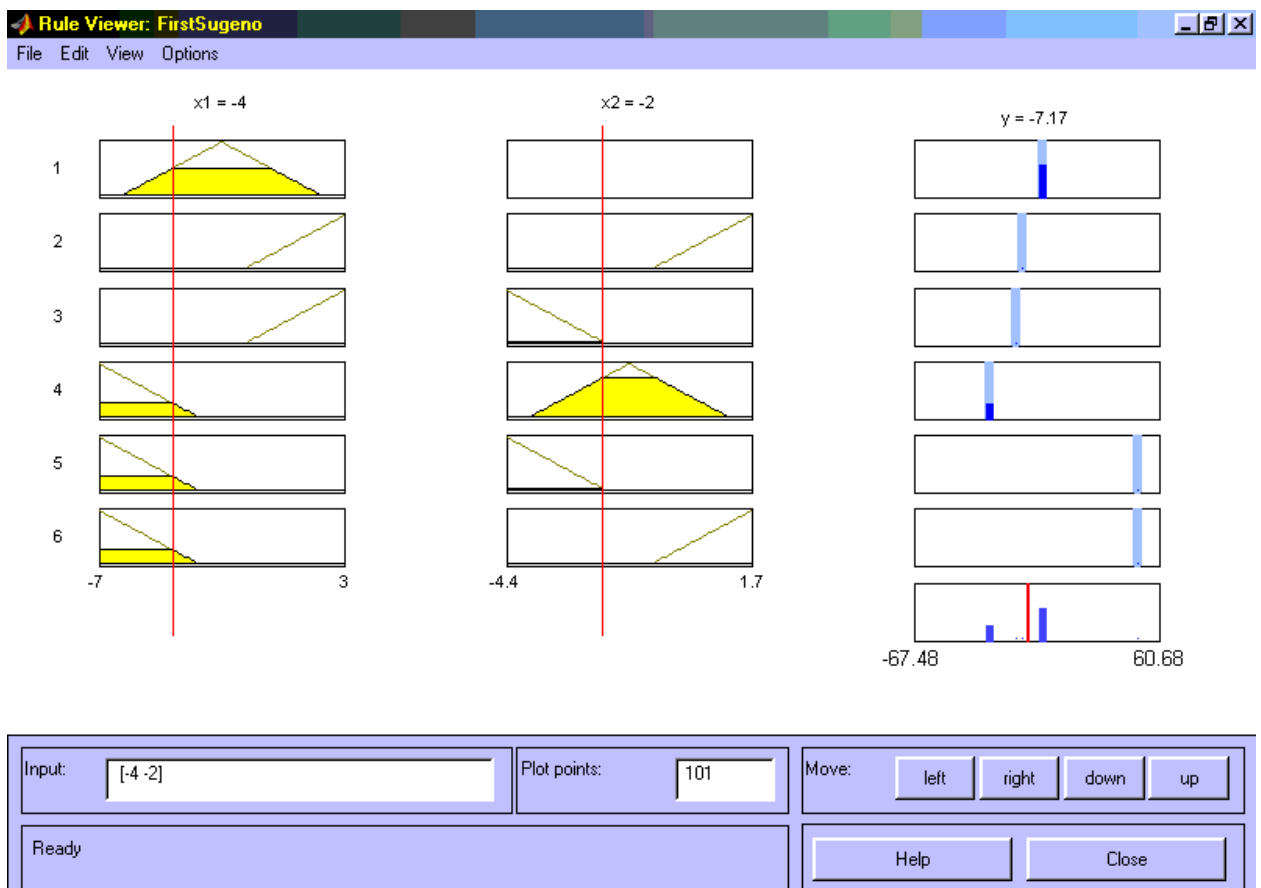 Rule Viewer: FirstSugeno
File Edit View Options
x1 = -4 x2 = -2 y = -7.17
1
2
3
4
5
6
-7 3 -4.4 1.7
-67.48 60.68
Input: [-4 -2] Plot points: 101 Move: left right down up
Ready Help Close